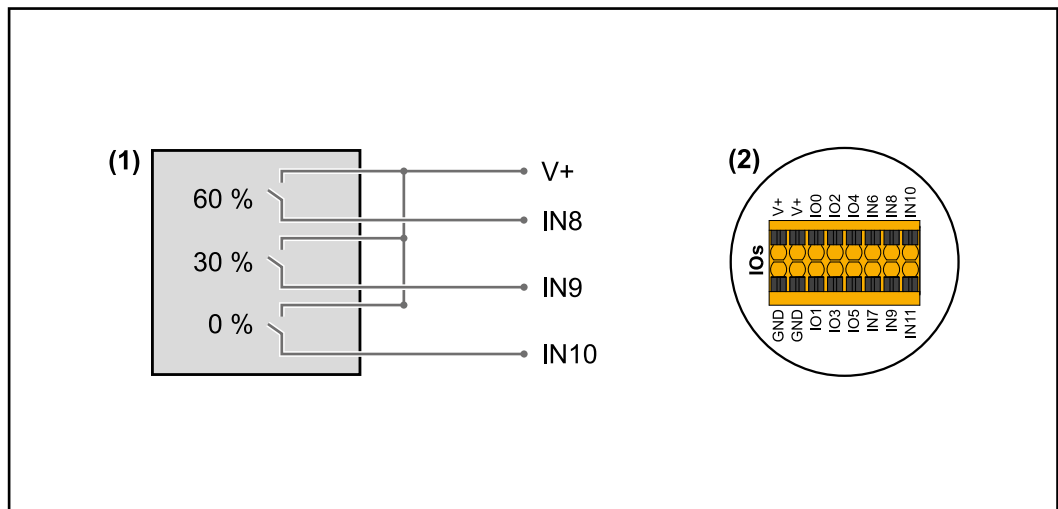 (1)
60 %
30 %
0 %
V+
IN8
IN9
IN10
(2)
IOs
V+
V+
IO0
IO2
IO4
IN6
IN8
IN10
GND
GND
IO1
IO3
IO5
IN7
IN9
IN11